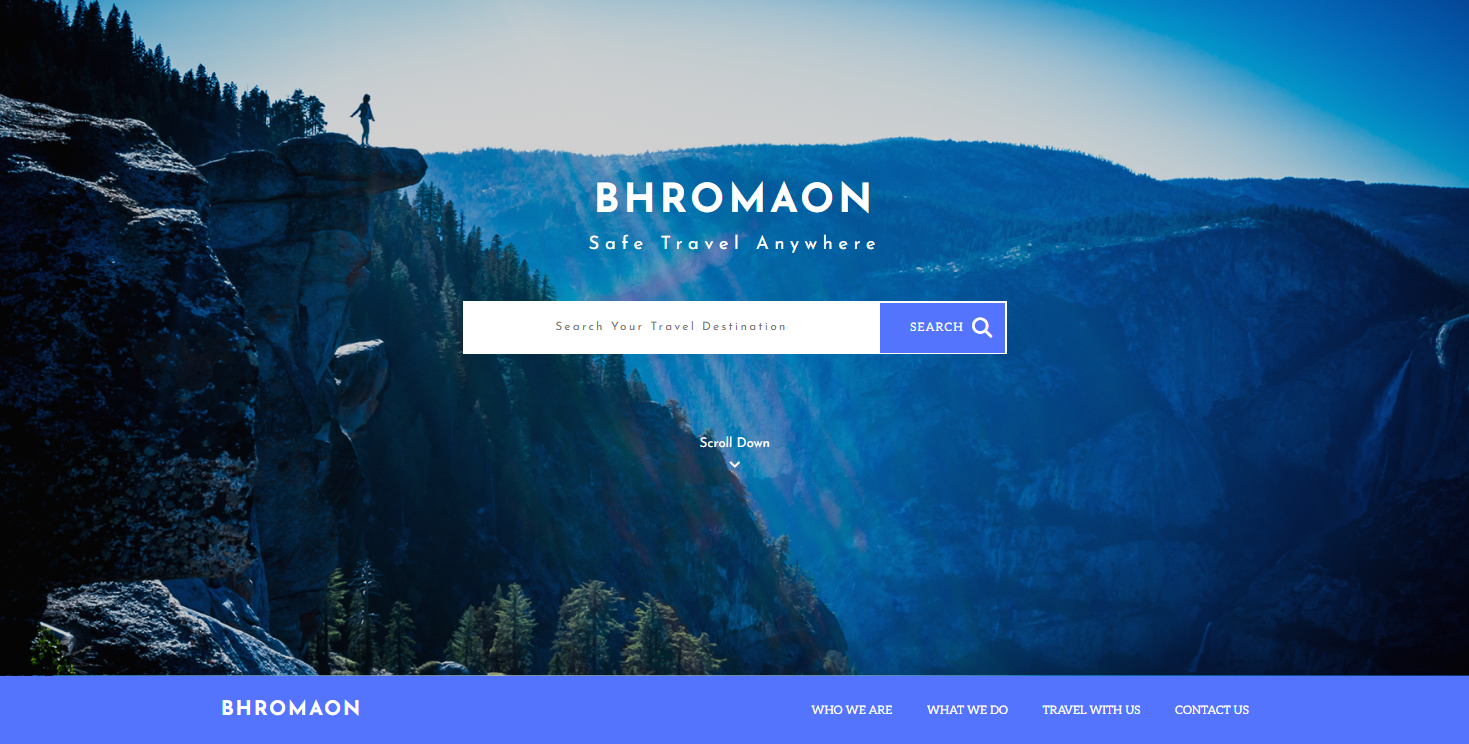 BHROMAON
Safe Travel Anywhere
Search Your Travel Destination
SEARCH
Scroll Down
BHROMAON
WHO WE ARE
WHAT WE DO
TRAVEL WITH US
CONTACT US